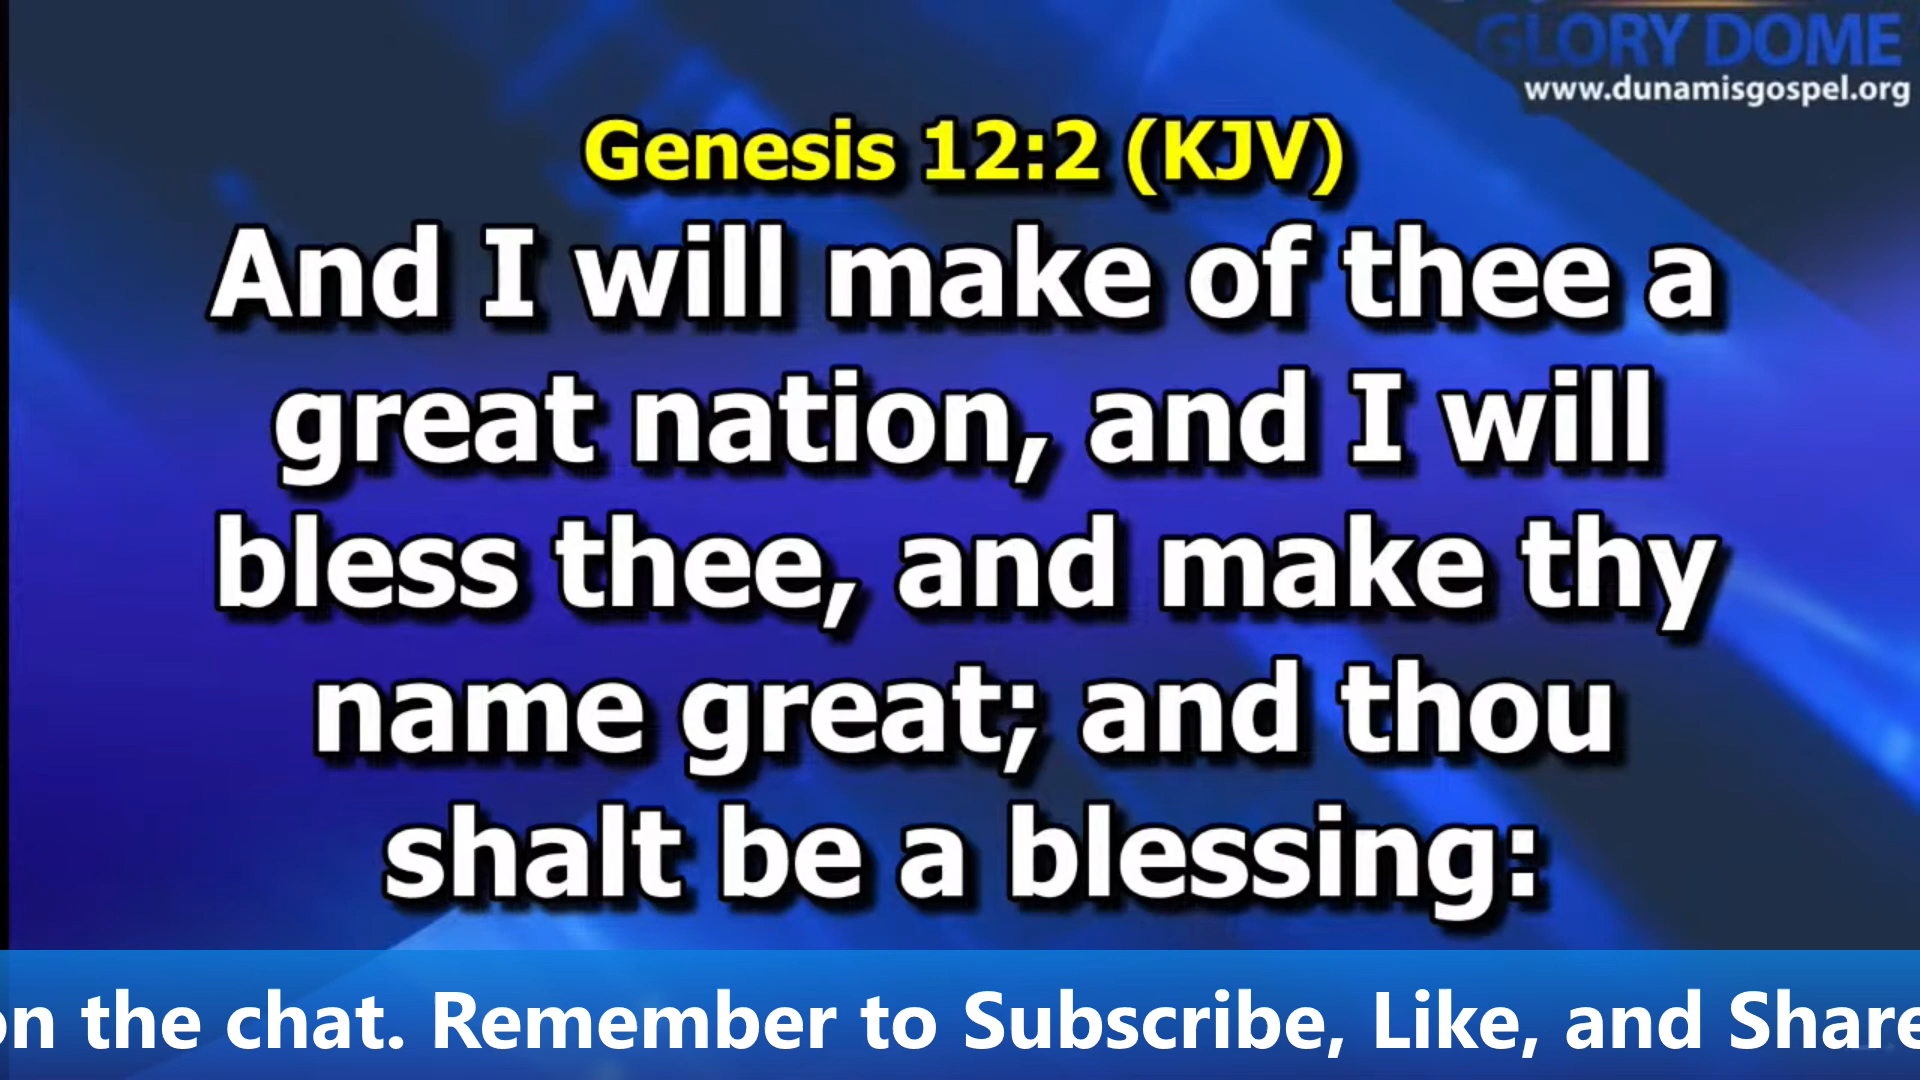 GLORY DOME
www.dunamisgospel.org
Genesis 12:2 (KJV)
And I will make of thee a
great nation, and I will
bless thee, and make thy
name great; and thou
shalt be a blessing:
on the chat. Remember to Subscribe, Like, and Share